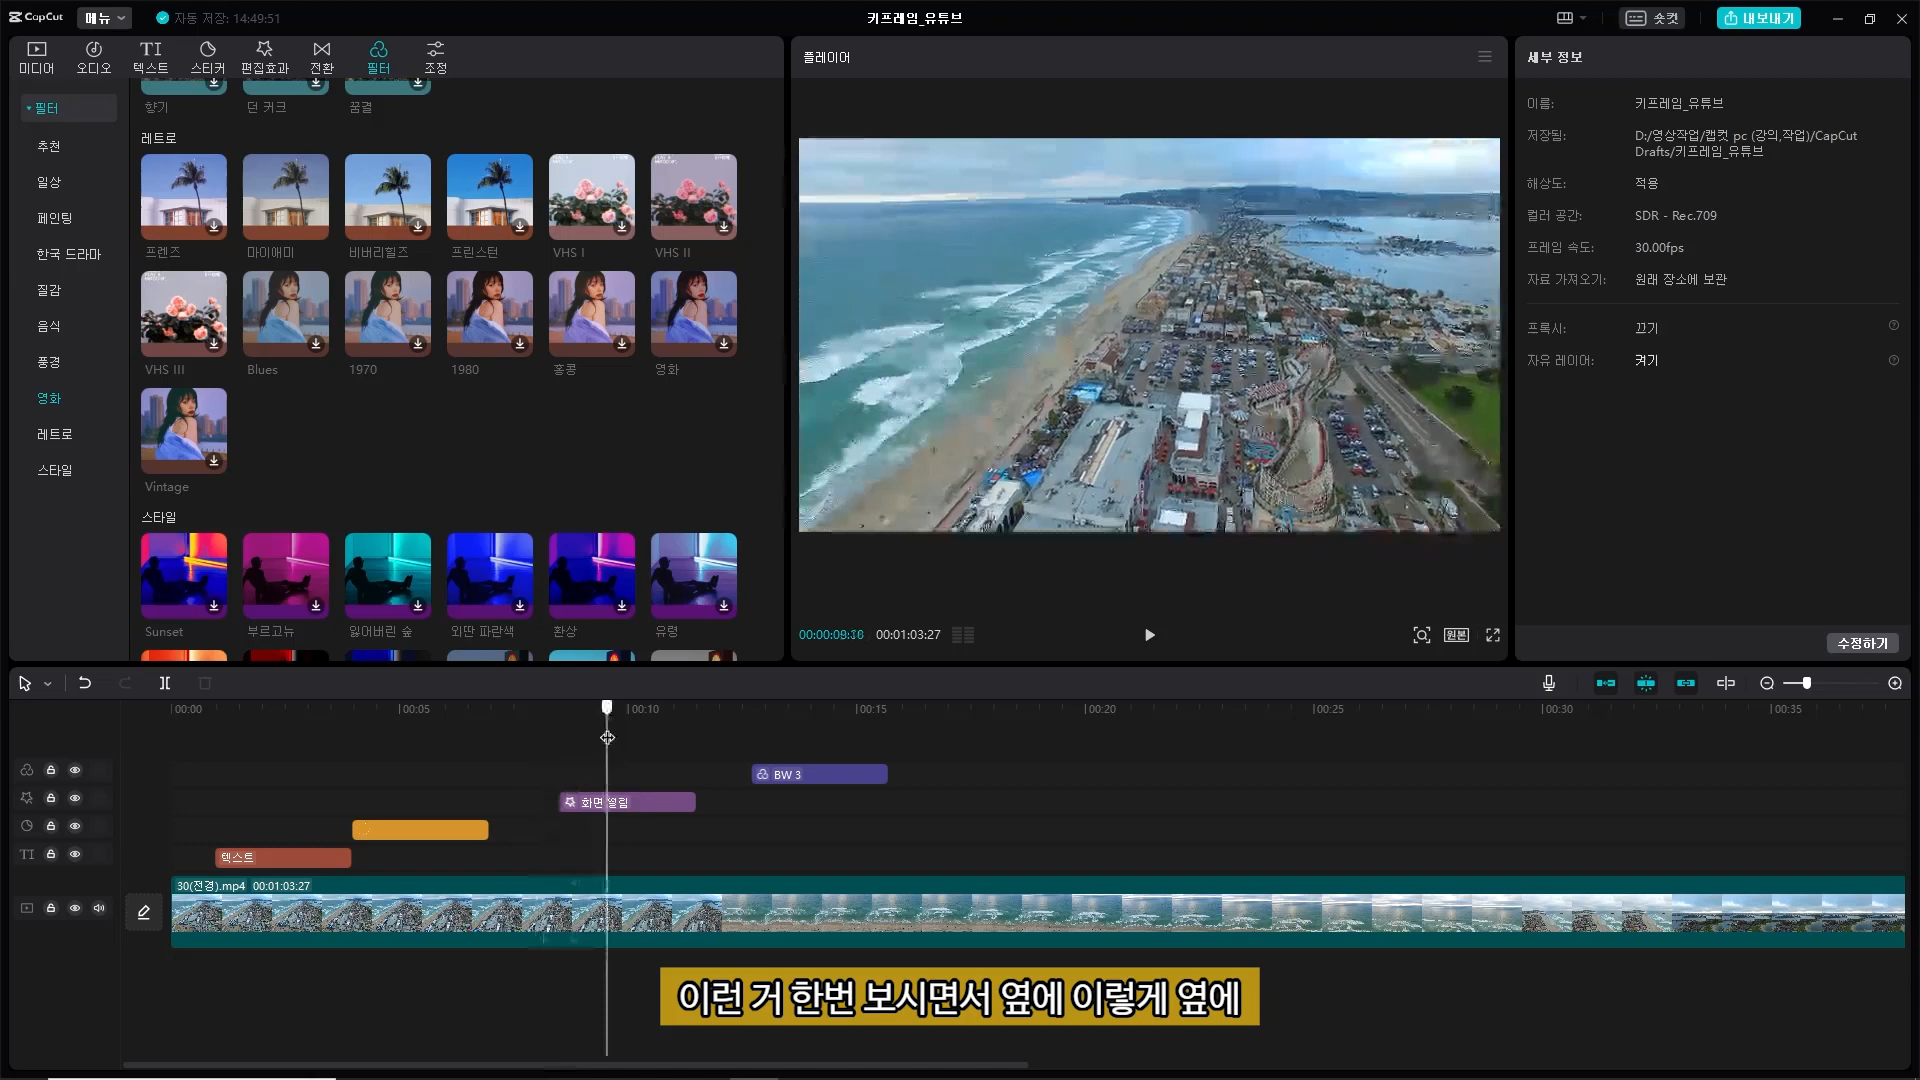 CapCut
메뉴
자동 저장: 14:49:51
키프레임_유튜브
숏컷
내보내기
미디어
오디오
텍스트
스티커
편집효과
전환
필터
조정
필터
추천
일상
페인팅
한국 드라마
질감
음식
풍경
영화
레트로
스타일
향기
던 커크
꿈결
레트로
프렌즈
마이애미
비버리힐즈
프린스턴
VHS I
VHS II
VHS III
Blues
1970
1980
홍콩
영화
Vintage
스타일
Sunset
부르고뉴
잃어버린 숲
외딴 파란색
환상
유령
플레이어
00:01:03:27
원본
세부 정보
이름: 키프레임_유튜브
저장됨: D:/영상작업/캡컷 pc (강의,작업)/CapCut
Drafts/키프레임_유튜브
해상도: 적용
컬러 공간: SDR - Rec.709
프레임 속도: 30.00fps
자료 가져오기: 원래 장소에 보관
프록시: 끄기
자유 레이어: 켜기
수정하기
00:00
00:05
00:10
00:15
00:20
00:25
00:30
00:35
BW 3
화면
텍스트
TI
30(전경).mp4 00:01:03:27
이런 거 한번 보시면서 옆에 이렇게 옆에